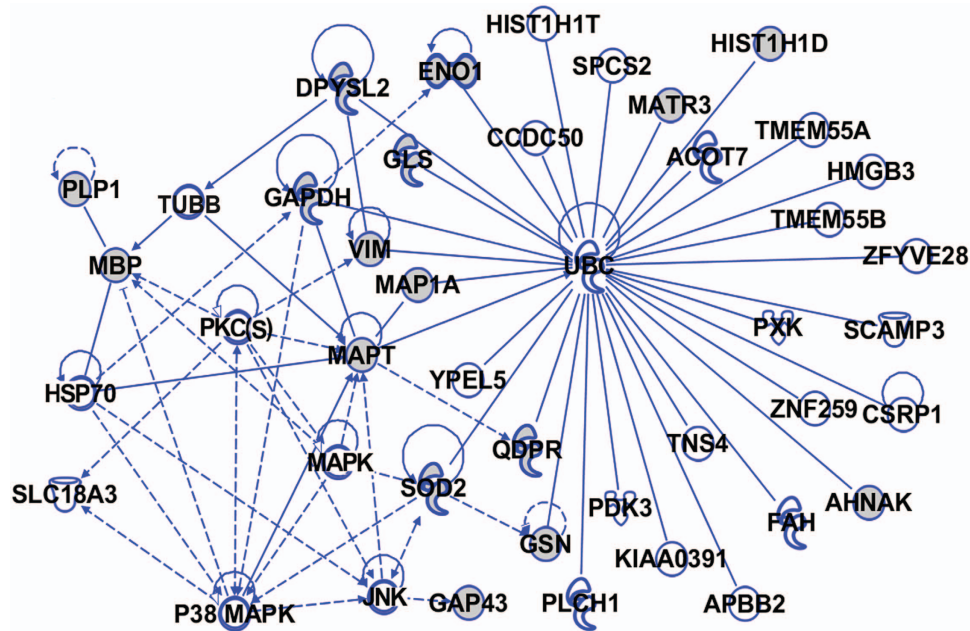 HIST1H1T
HIST1H1D
ENO1
SPCS2
DPYSL2
MATR3
CCDC50
TMEM55A
GLS
ACOT7
HMGB3
PLP1
TUBB
GAPDH
TMEM55B
VIM
ZFYVE28
MBP
UBC
MAP1A
PKC(S)
PXK
SCAMP3
MAPT
YPEL5
HSP70
ZNF259
CSRP1
TNS4
QDPR
MAPK
SOD2
SLC18A3
AHNAK
PDK3
FAH
GSN
KIAA0391
JNK
GAP43
PLCH1
APBB2
P38 MAPK